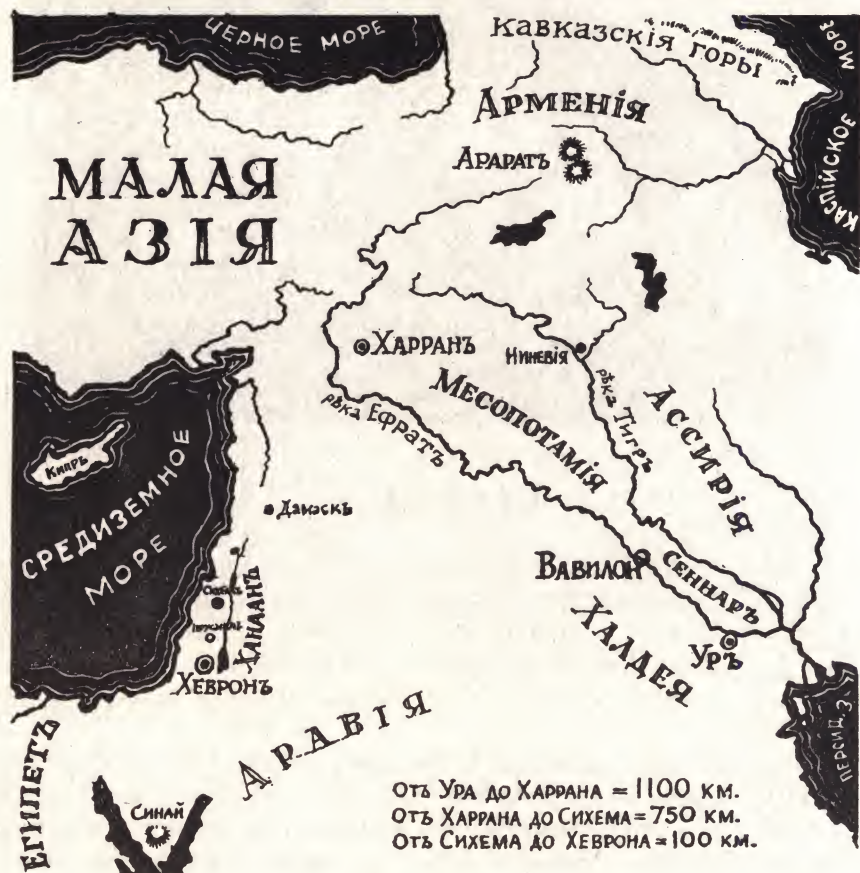 ЧЕРНОЕ МОРЕ
КАВКАЗСКІЯ ГОРЫ
МОРЕ
КАСПІЙСКОЕ
АРМЕНІЯ
АРАРАТЪ
МАЛАЯ
АЗІЯ
ХАРРАНЪ
НИНЕВІЯ
МЕСОПОТАМІЯ
рѣка ЕФРАТЪ
рѣка ТИГРЪ
АССИРІЯ
КИПРЪ
СРЕДИЗЕМНОЕ
МОРЕ
ДАМАСКЪ
ВАВИЛОН
СЕННАРЪ
ХАНААНЪ
ХАЛДЕЯ
УРЪ
ХЕВРОНЪ
АРАВІЯ
ПЕРСИД. З.
ЕГИПЕТЪ
СИНАЙ
ОТЪ УРА ДО ХАРРАНА = 1100 КМ.
ОТЪ ХАРРАНА ДО СИХЕМА = 750 КМ.
ОТЪ СИХЕМА ДО ХЕВРОНА = 100 КМ.